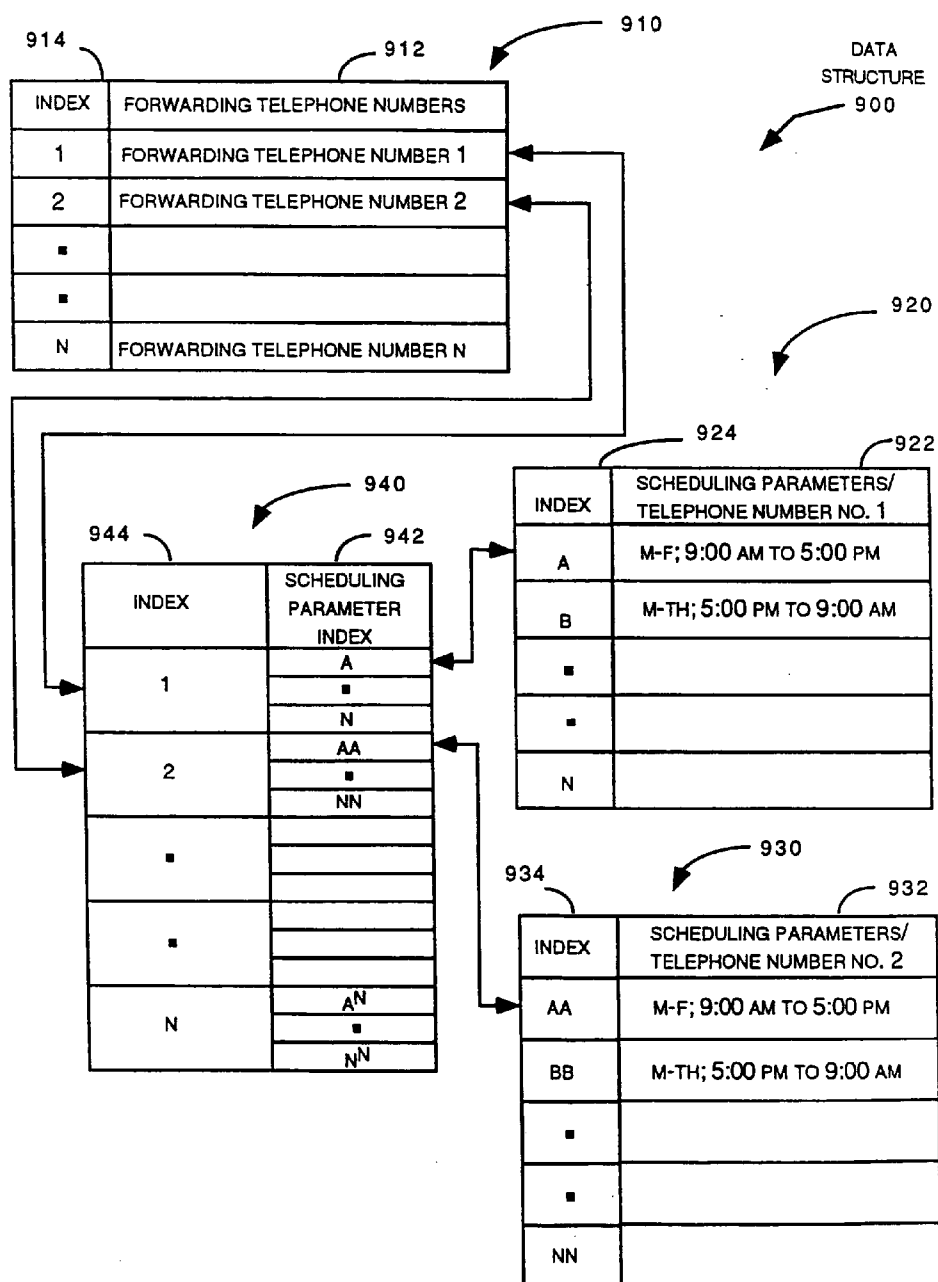 910
914
912
DATA
STRUCTURE
900
INDEX FORWARDING TELEPHONE NUMBERS
1 FORWARDING TELEPHONE NUMBER 1
2 FORWARDING TELEPHONE NUMBER 2
N FORWARDING TELEPHONE NUMBER N
920
924
922
INDEX SCHEDULING PARAMETERS/
TELEPHONE NUMBER NO. 1
A M-F; 9:00 AM TO 5:00 PM
B M-TH; 5:00 PM TO 9:00 AM
N
940
944
942
INDEX SCHEDULING
PARAMETER
INDEX
1 A
N
2 AA
NN
N Aᴺ
Nᴺ
930
934
932
INDEX SCHEDULING PARAMETERS/
TELEPHONE NUMBER NO. 2
AA M-F; 9:00 AM TO 5:00 PM
BB M-TH; 5:00 PM TO 9:00 AM
NN